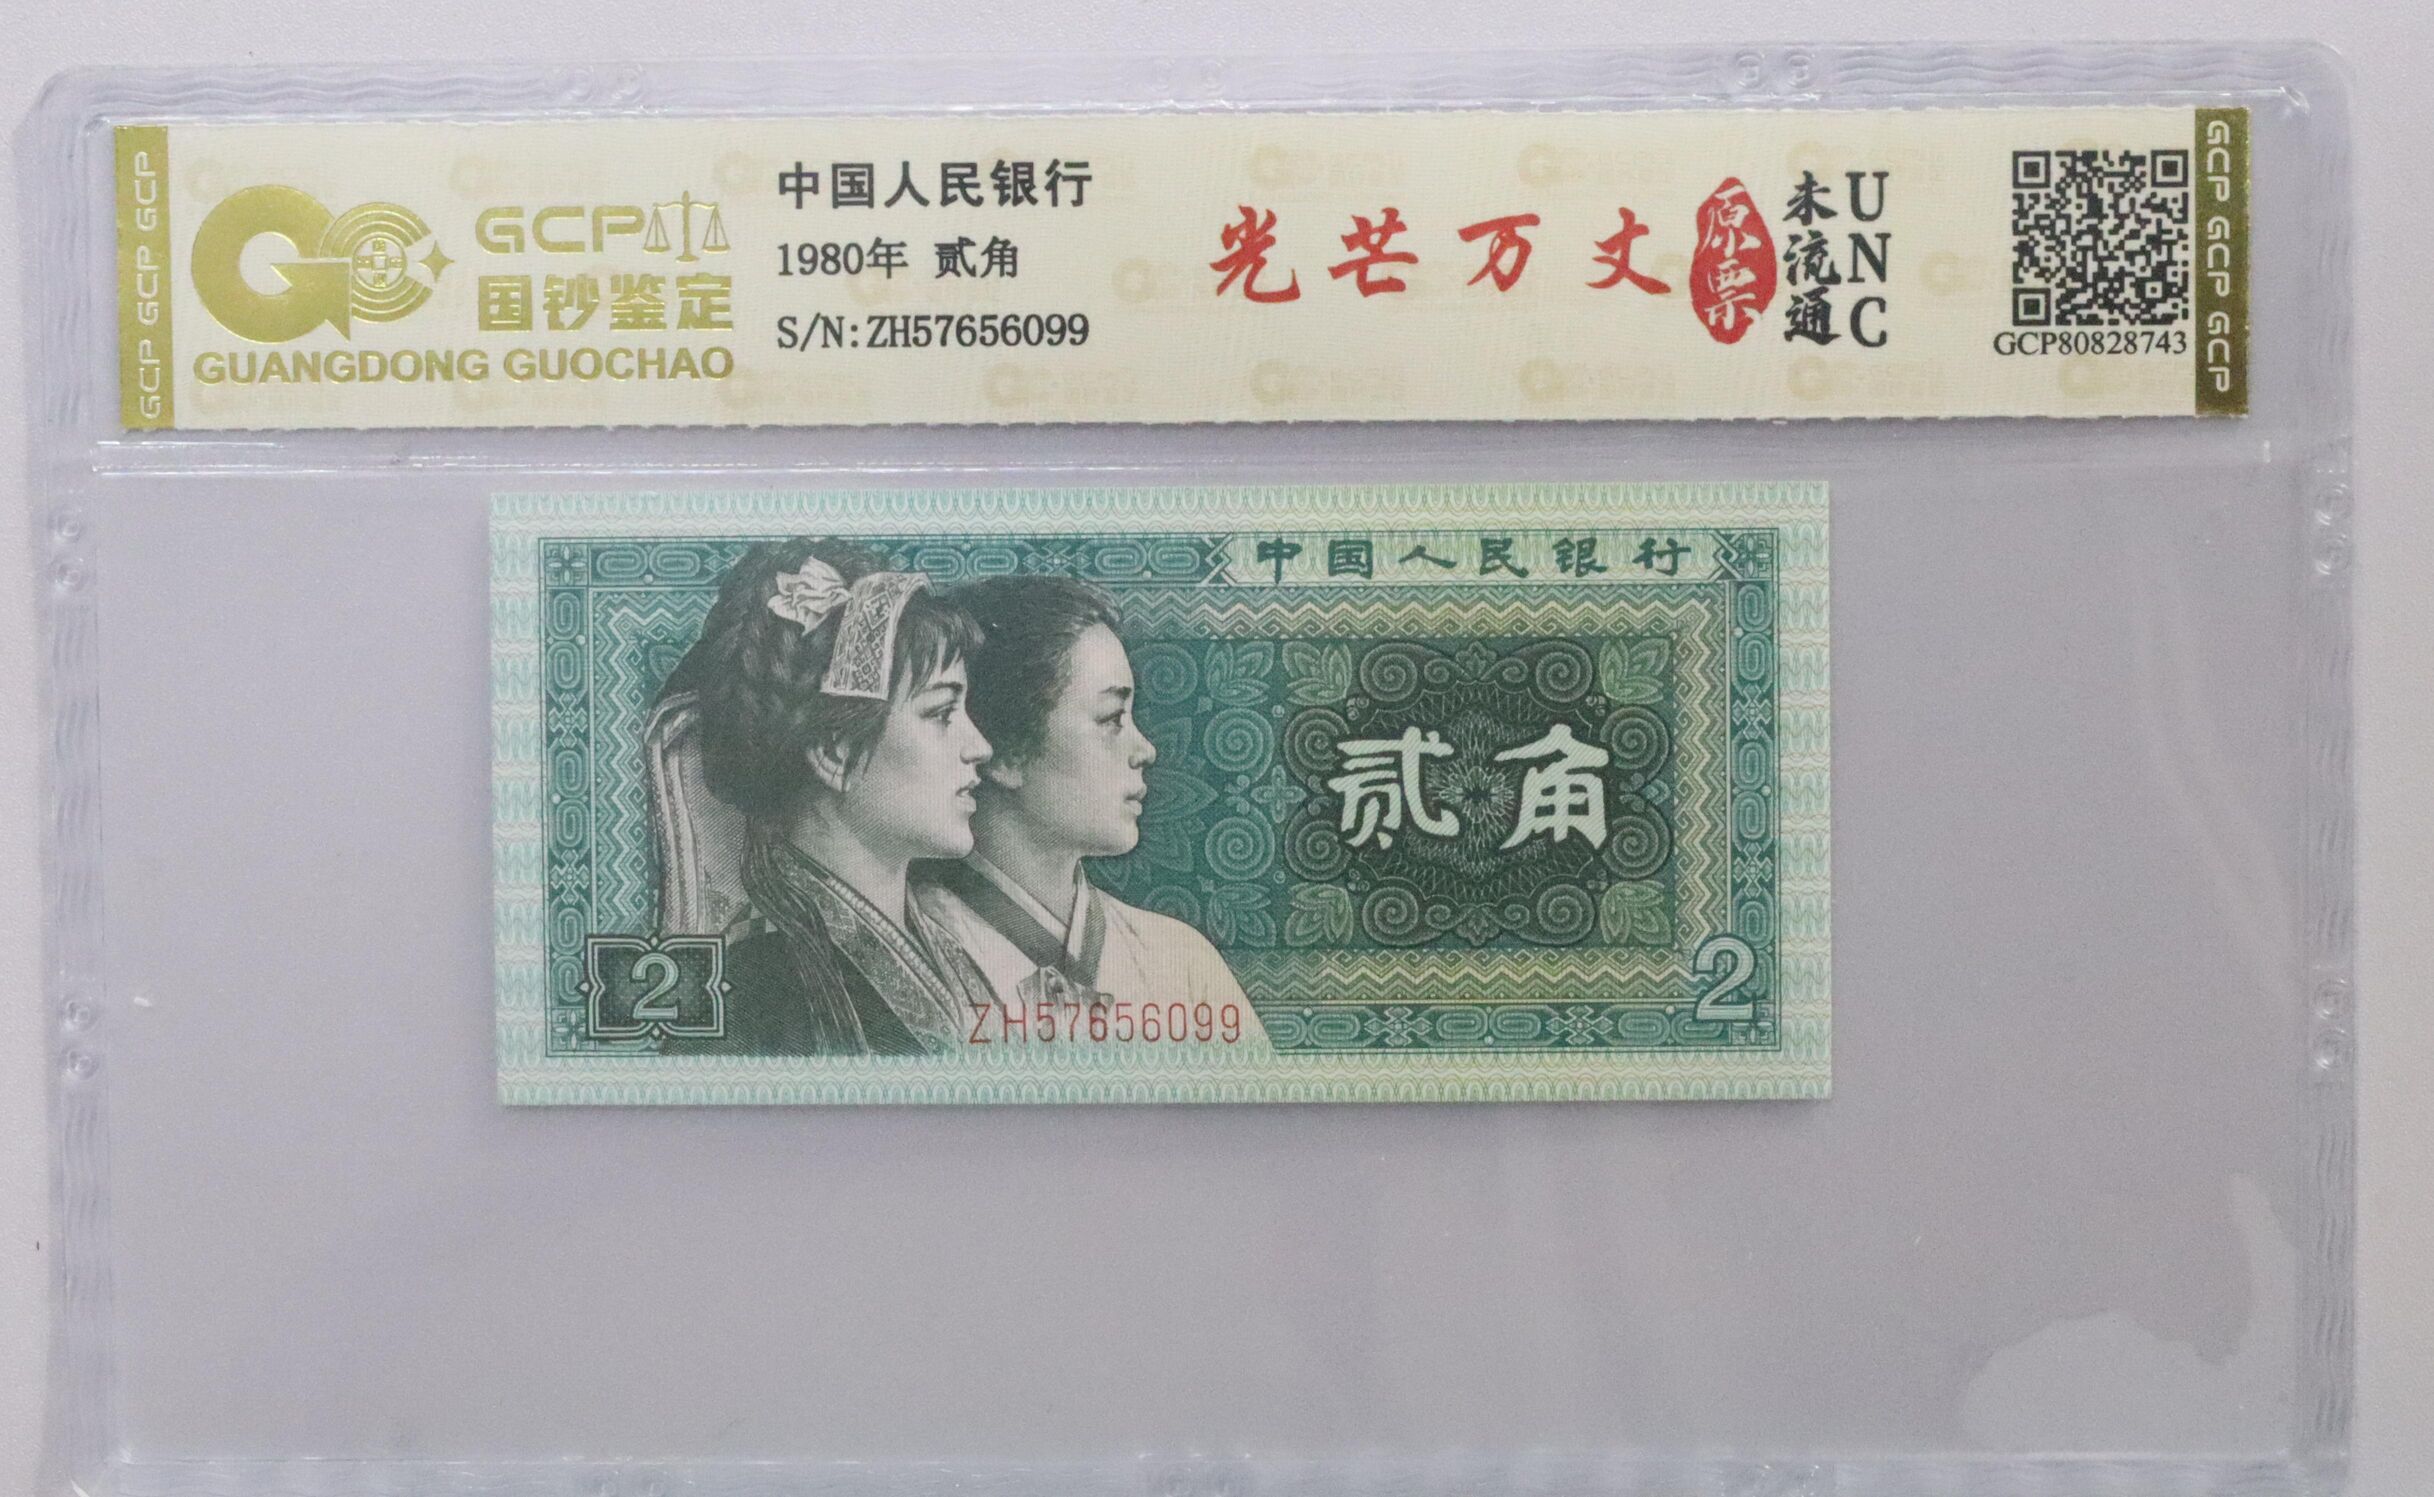 GCP GCP GCP
GCP
国钞鉴定
GUANGDONG GUOCHAO
中国人民银行
1980年 贰角
S/N:ZH57656099
光芒万丈
原票
未流通
UNC
GCP80828743
GCP GCP GCP
中国人民银行
贰角
2
2
ZH57656099